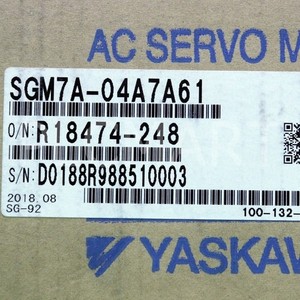 AC SERVO M
SGM7A-04A7A61
O/N: R18474-248
S/N: D0188R988510003
2018.08
SG-92
100-132-
YASKAW